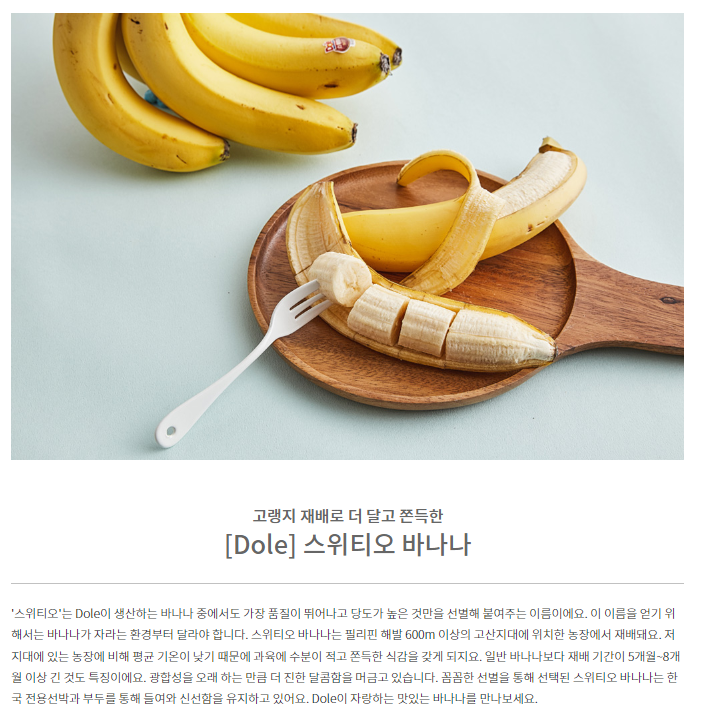 고랭지 재배로 더 달고 쫀득한
[Dole] 스위티오 바나나
'스위티오'는 Dole이 생산하는 바나나 중에서도 가장 품질이 뛰어나고 당도가 높은 것만을 선별해 붙여주는 이름이에요. 이 이름을 얻기 위
해서는 바나나가 자라는 환경부터 달라야 합니다. 스위티오 바나나는 필리핀 해발 600m 이상의 고산지대에 위치한 농장에서 재배돼요. 저
지대에 있는 농장에 비해 평균 기온이 낮기 때문에 과육에 수분이 적고 쫀득한 식감을 갖게 되지요. 일반 바나나보다 재배 기간이 5개월~8개
월 이상 긴 것도 특징이에요. 광합성을 오래 하는 만큼 더 진한 달콤함을 머금고 있습니다. 꼼꼼한 선별을 통해 선택된 스위티오 바나나는 한
국 전용선박과 부두를 통해 들여와 신선함을 유지하고 있어요. Dole이 자랑하는 맛있는 바나나를 만나보세요.